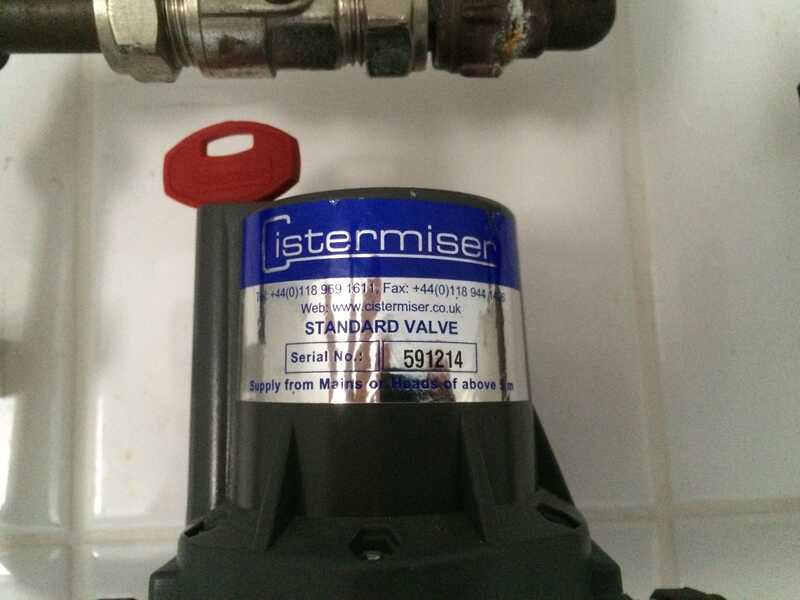 Cistermiser
Tel: +44(0)118 969 1611, Fax: +44(0)118 944
Web: www.cistermiser.co.uk
STANDARD VALVE
Serial No.: 591214
Supply from Mains or Heads of above m